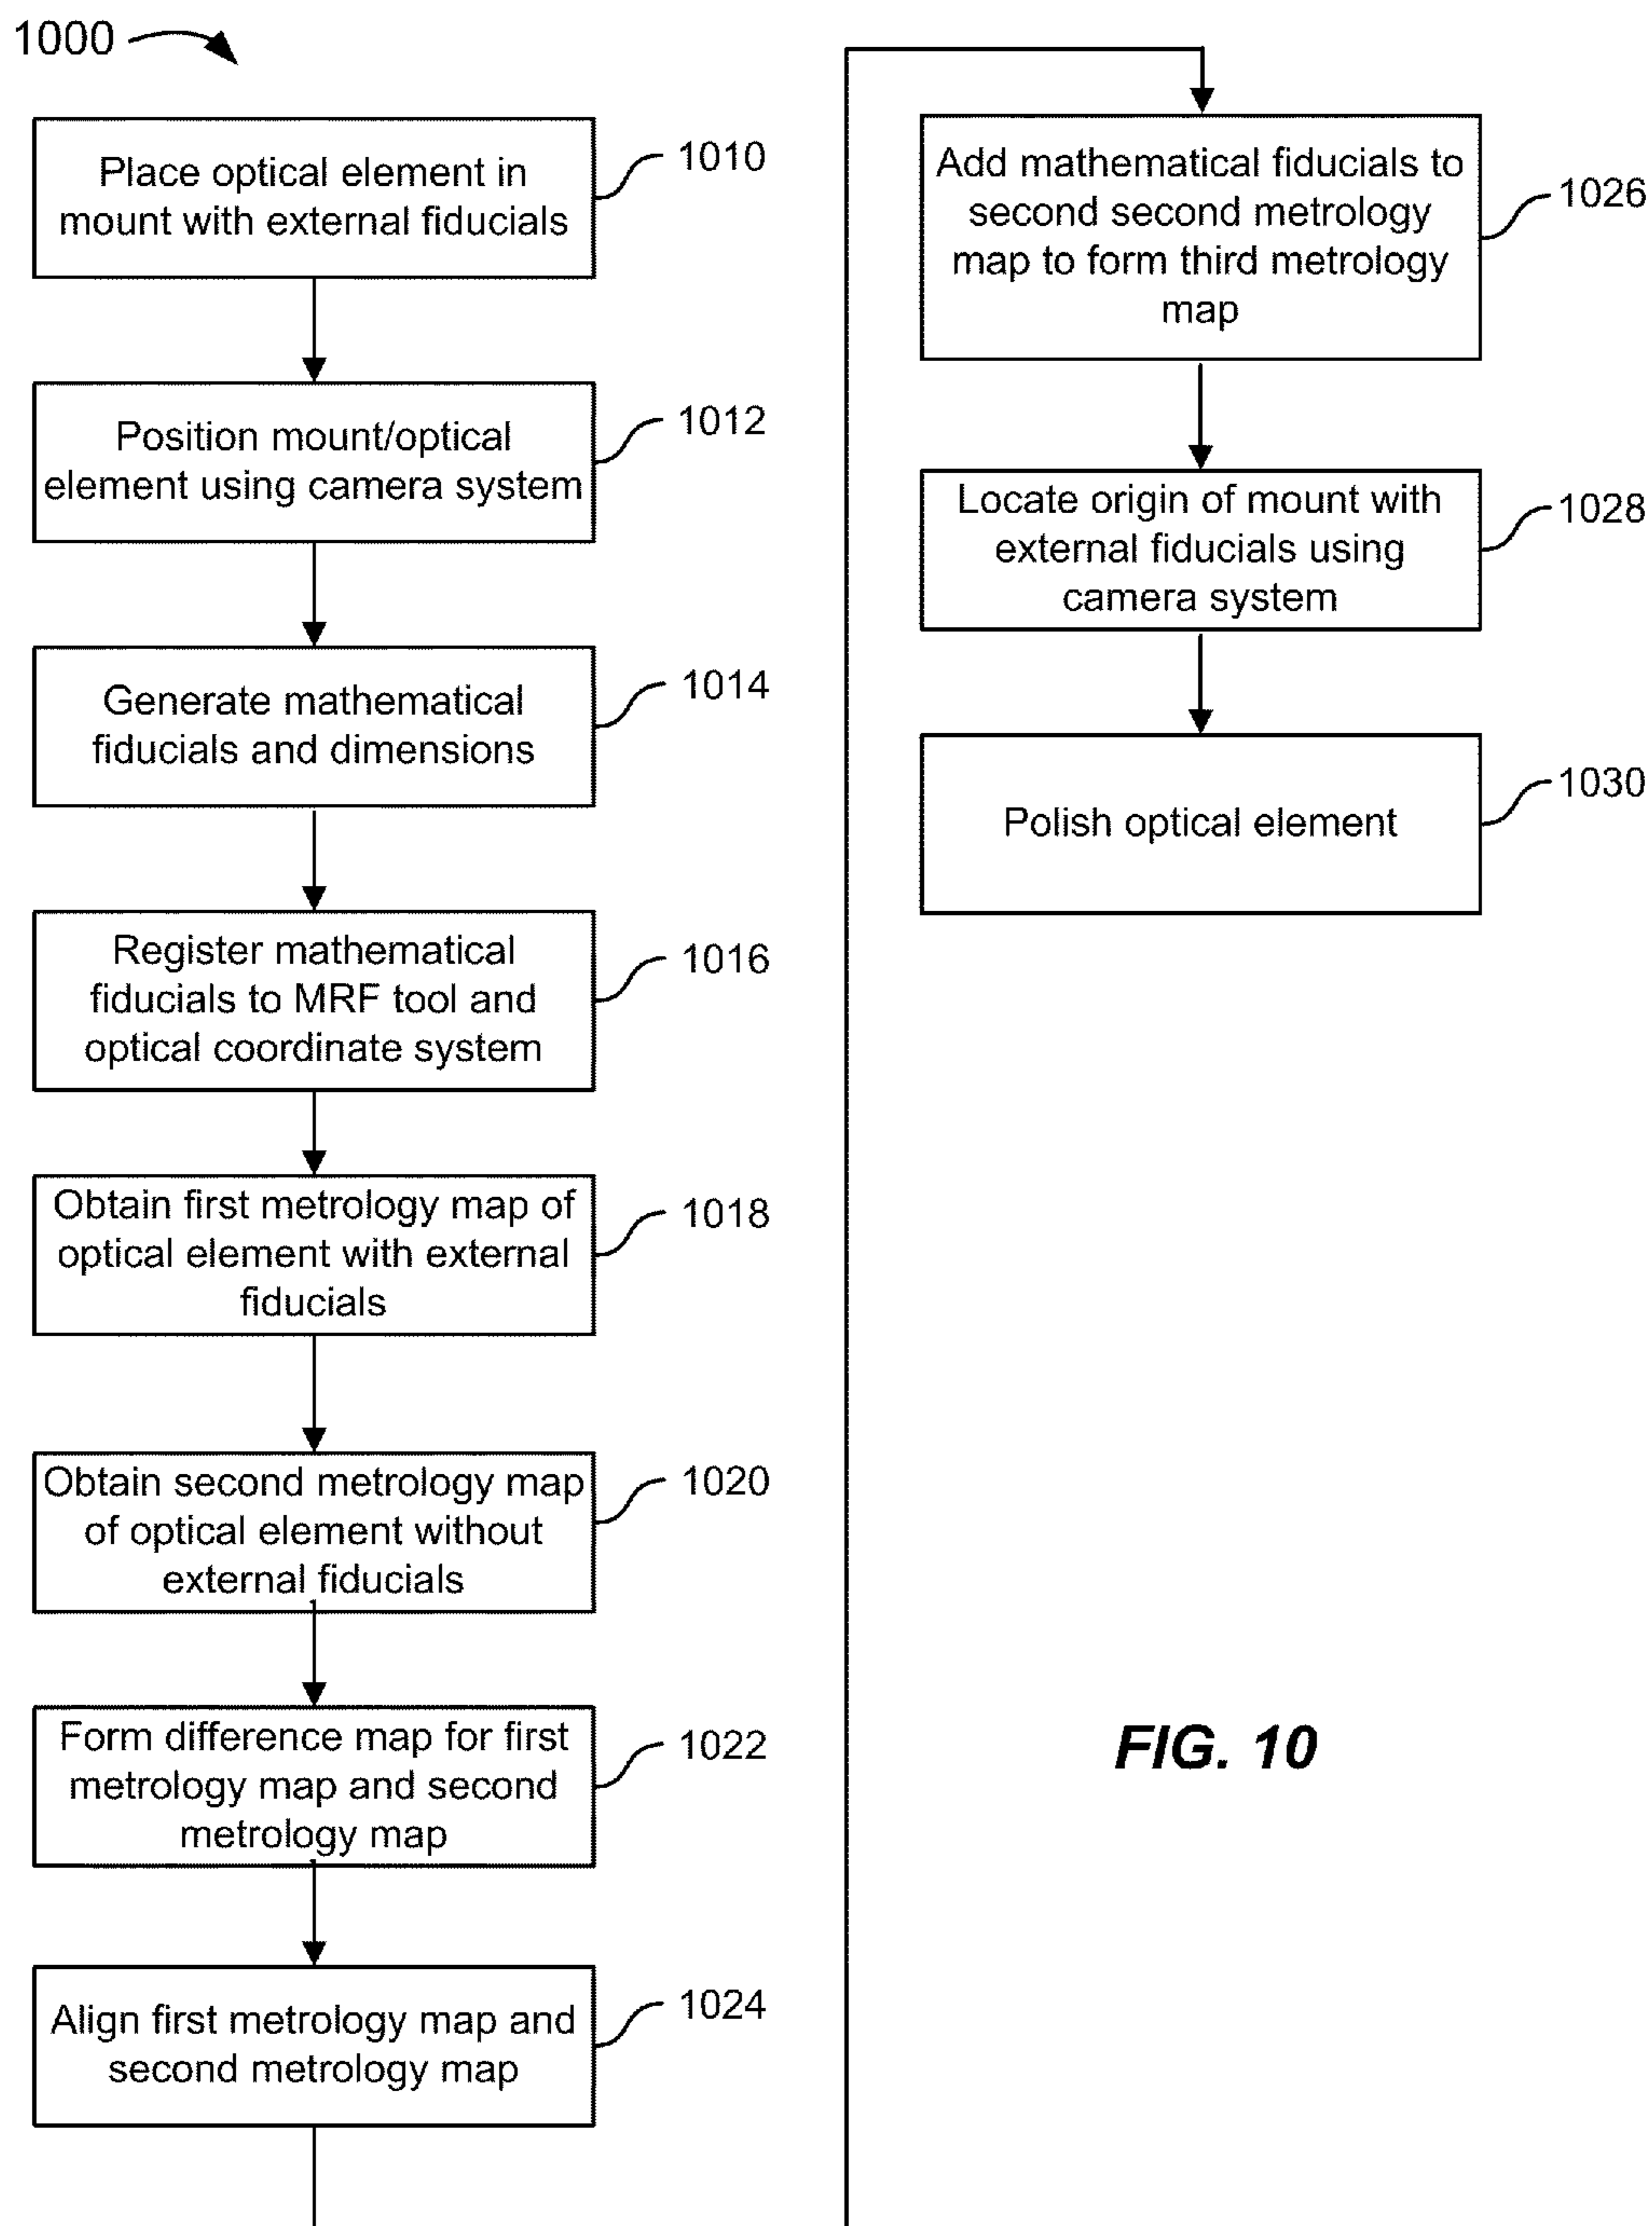 1000
Place optical element in
mount with external fiducials
1010
Position mount/optical
element using camera system
1012
Generate mathematical
fiducials and dimensions
1014
Register mathematical
fiducials to MRF tool and
optical coordinate system
1016
Obtain first metrology map of
optical element with external
fiducials
1018
Obtain second metrology map
of optical element without
external fiducials
1020
Form difference map for first
metrology map and second
metrology map
1022
Align first metrology map and
second metrology map
1024
Add mathematical fiducials to
second second metrology
map to form third metrology
map
1026
Locate origin of mount with
external fiducials using
camera system
1028
Polish optical element
1030
FIG. 10